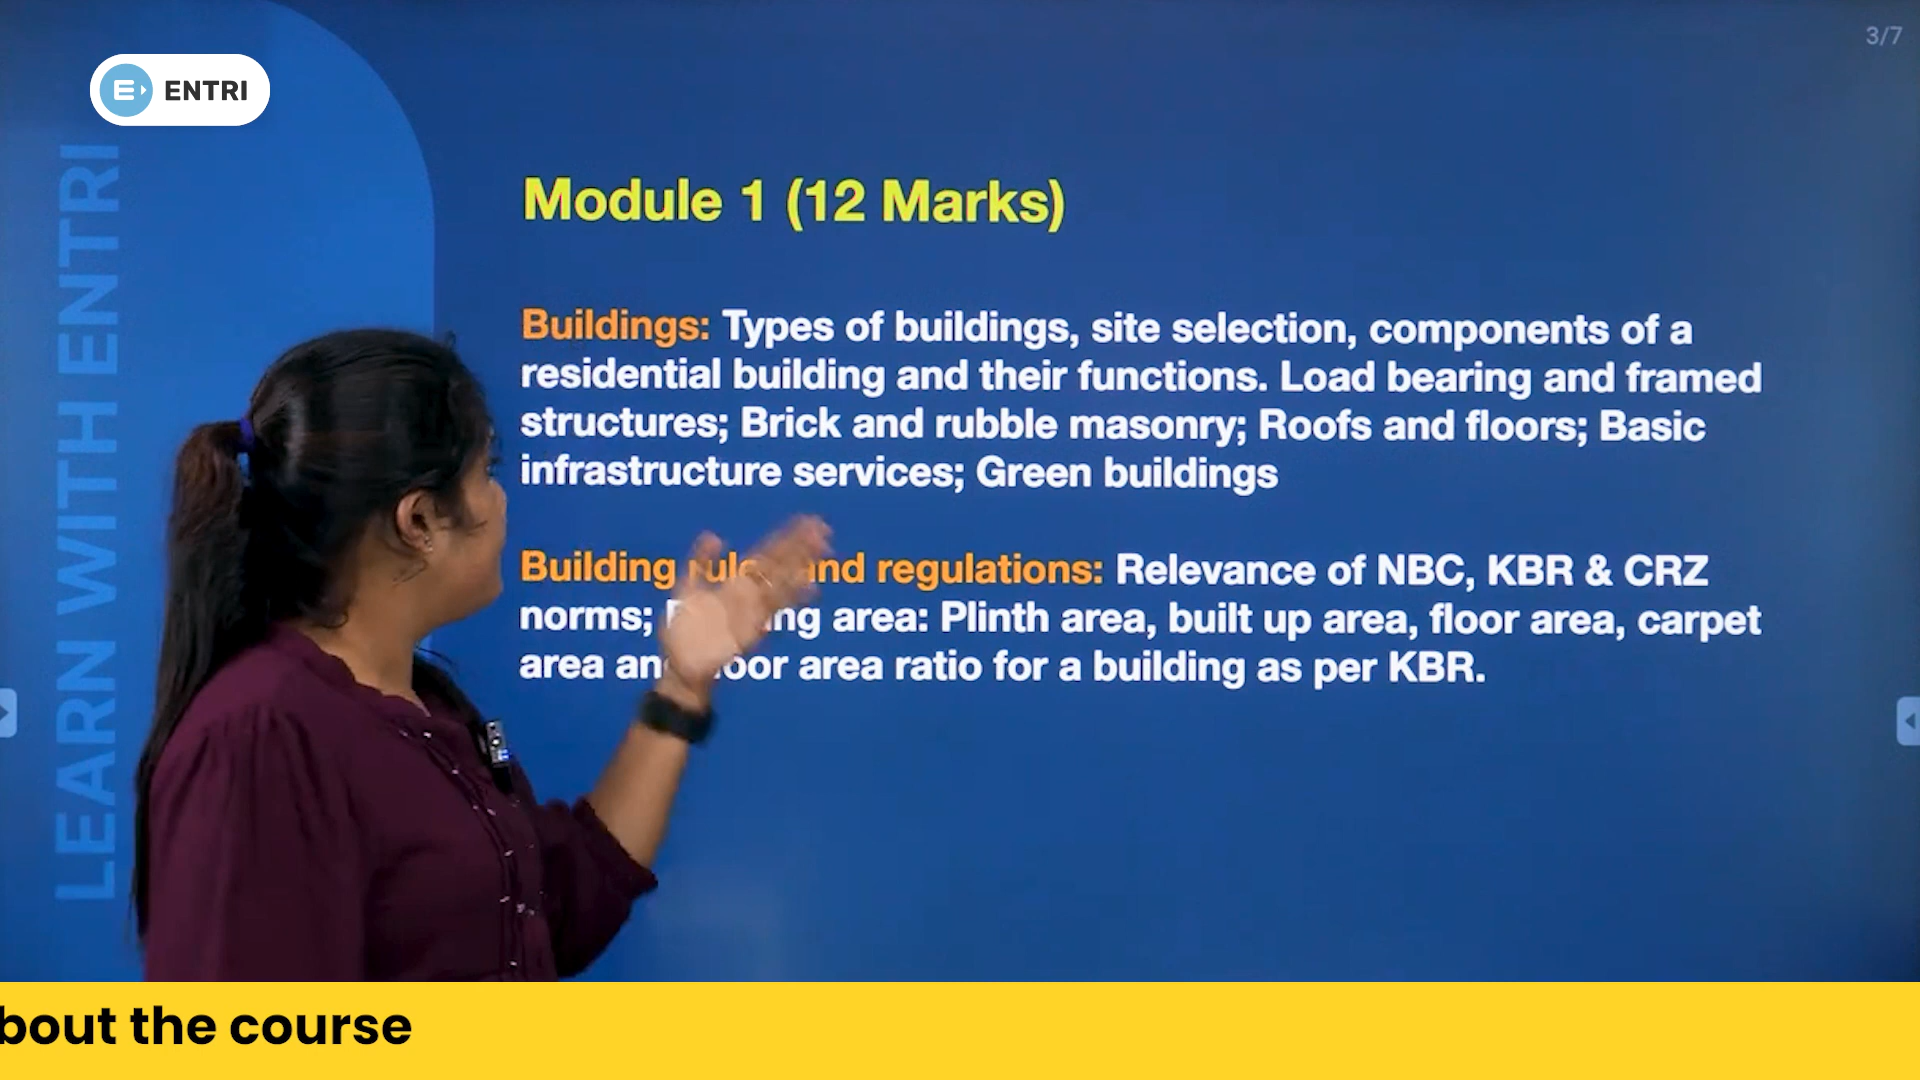 3/7
ENTRI
LEARN WITH ENTRI
Module 1 (12 Marks)
Buildings: Types of buildings, site selection, components of a
residential building and their functions. Load bearing and framed
structures; Brick and rubble masonry; Roofs and floors; Basic
infrastructure services; Green buildings
Building and regulations: Relevance of NBC, KBR & CRZ
norms; area: Plinth area, built up area, floor area, carpet
area area ratio for a building as per KBR.
the course